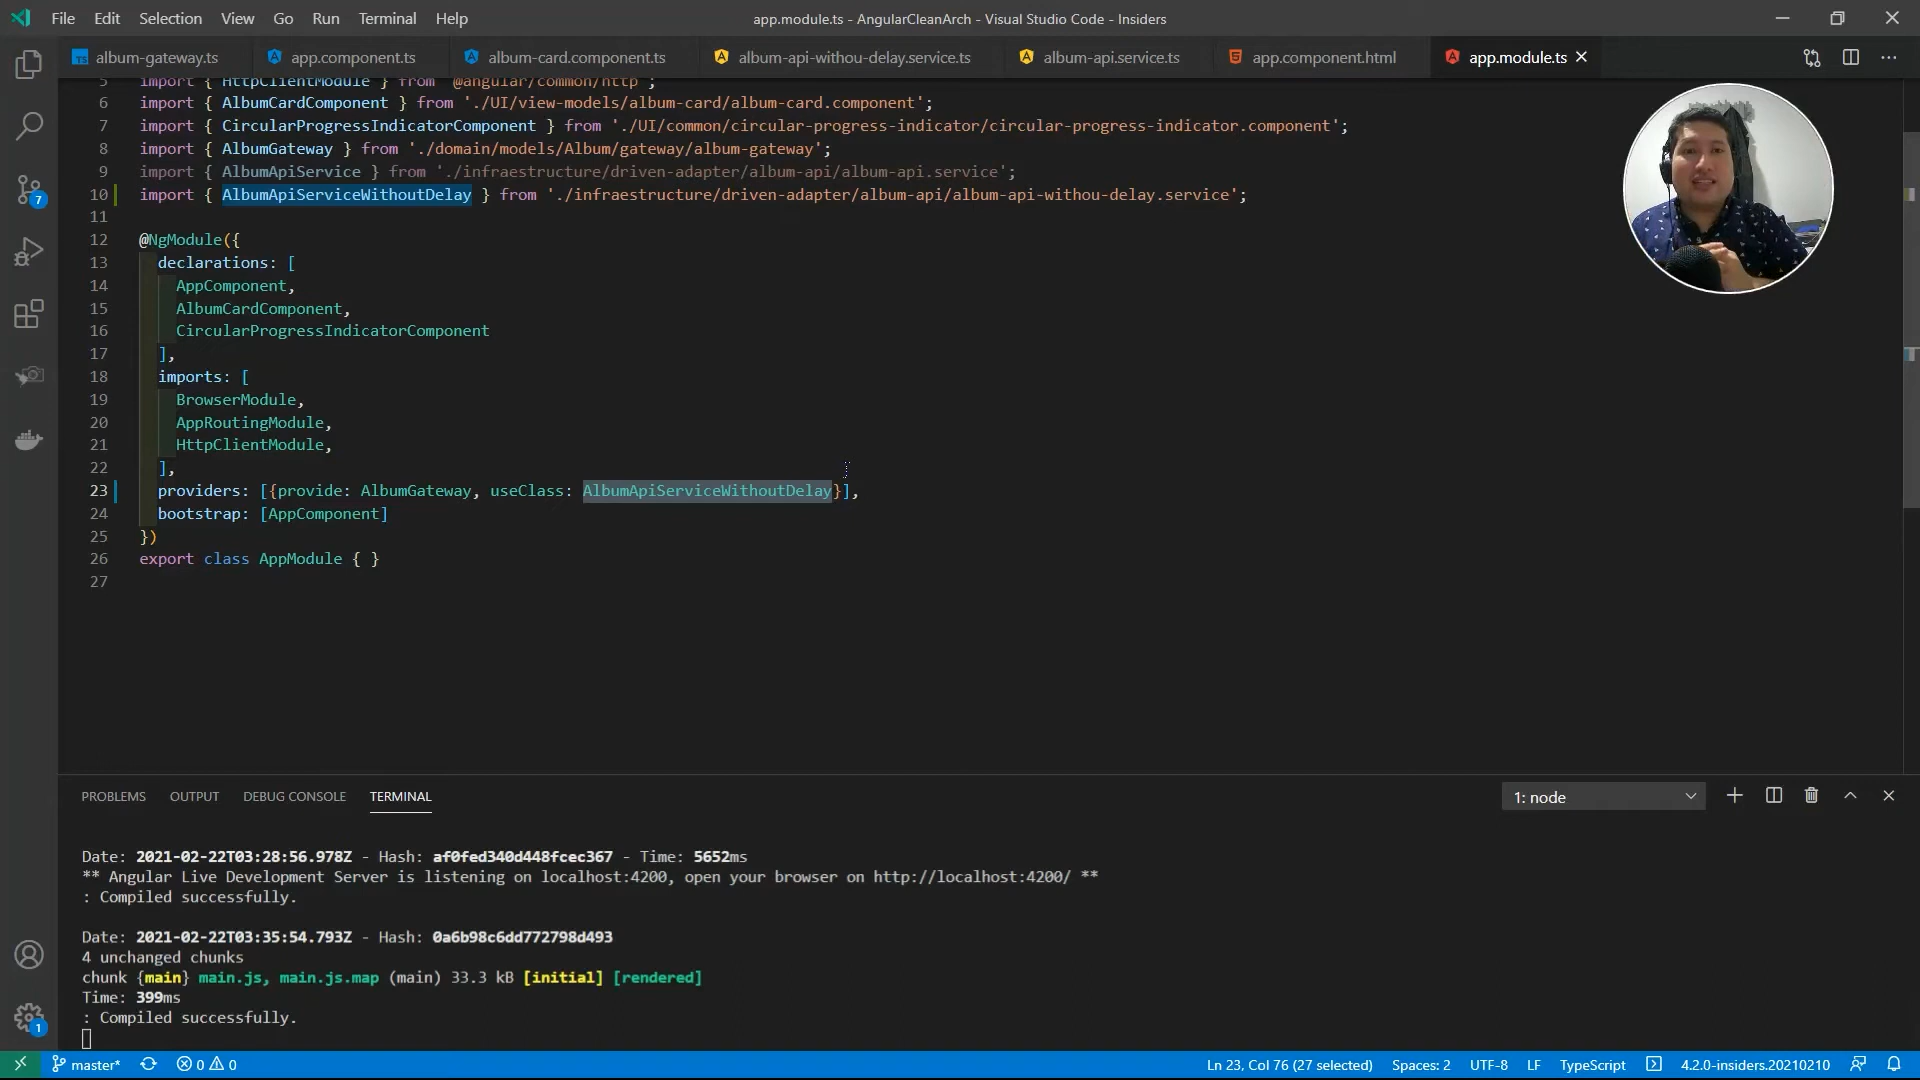 File Edit Selection View Go Run Terminal Help
app.module.ts - AngularCleanArch - Visual Studio Code - Insiders
album-gateway.ts app.component.ts album-card.component.ts album-api-withou-delay.service.ts album-api.service.ts app.component.html app.module.ts
5 import { HttpClientModule } from '@angular/common/http';
6 import { AlbumCardComponent } from './UI/view-models/album-card/album-card.component';
7 import { CircularProgressIndicatorComponent } from './UI/common/circular-progress-indicator/circular-progress-indicator.component';
8 import { AlbumGateway } from './domain/models/Album/gateway/album-gateway';
9 import { AlbumApiService } from './infraestructure/driven-adapter/album-api/album-api.service';
10 import { AlbumApiServiceWithoutDelay } from './infraestructure/driven-adapter/album-api/album-api-withou-delay.service';
11
12 @NgModule({
13 declarations: [
14 AppComponent,
15 AlbumCardComponent,
16 CircularProgressIndicatorComponent
17 ],
18 imports: [
19 BrowserModule,
20 AppRoutingModule,
21 HttpClientModule,
22 ],
23 providers: [{provide: AlbumGateway, useClass: AlbumApiServiceWithoutDelay}],
24 bootstrap: [AppComponent]
25 })
26 export class AppModule { }
27
7
1
PROBLEMS OUTPUT DEBUG CONSOLE TERMINAL 1: node
Date: 2021-02-22T03:28:56.978Z - Hash: af0fed340d448fcec367 - Time: 5652ms
** Angular Live Development Server is listening on localhost:4200, open your browser on http://localhost:4200/ **
: Compiled successfully.
Date: 2021-02-22T03:35:54.793Z - Hash: 0a6b98c6dd772798d493
4 unchanged chunks
chunk {main} main.js, main.js.map (main) 33.3 kB [initial] [rendered]
Time: 399ms
: Compiled successfully.
master* 0 0 Ln 23, Col 76 (27 selected) Spaces: 2 UTF-8 LF TypeScript 4.2.0-insiders.20210210